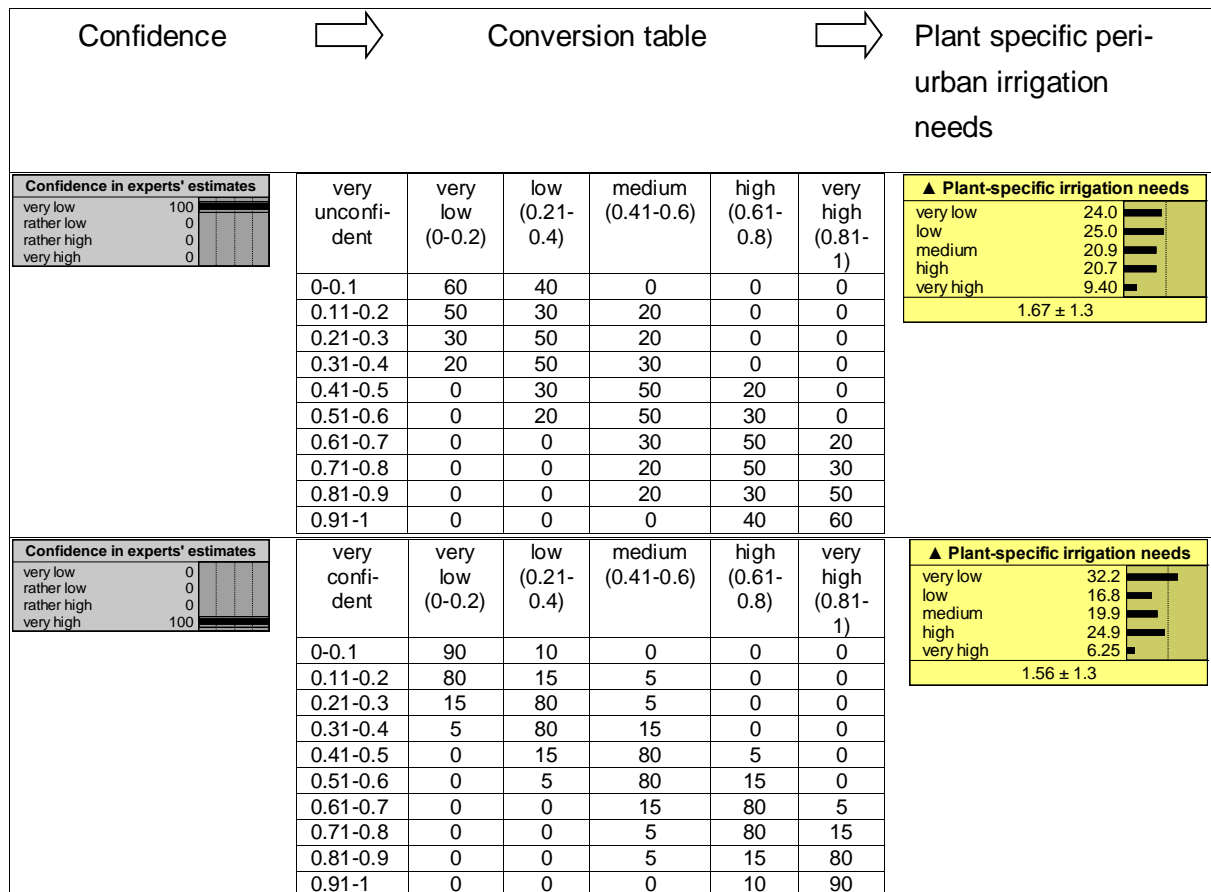 Confidence Conversion table Plant specific peri-
urban irrigation
needs
Confidence in experts' estimates
very low 100
rather low 0
rather high 0
very high 0
very unconfi-dent very low (0-0.2) low (0.21-0.4) medium (0.41-0.6) high (0.61-0.8) very high (0.81-1)
0-0.1 60 40 0 0 0
0.11-0.2 50 30 20 0 0
0.21-0.3 30 50 20 0 0
0.31-0.4 20 50 30 0 0
0.41-0.5 0 30 50 20 0
0.51-0.6 0 20 50 30 0
0.61-0.7 0 0 30 50 20
0.71-0.8 0 0 20 50 30
0.81-0.9 0 0 20 30 50
0.91-1 0 0 0 40 60
▲ Plant-specific irrigation needs
very low 24.0
low 25.0
medium 20.9
high 20.7
very high 9.40
1.67 ± 1.3
Confidence in experts' estimates
very low 0
rather low 0
rather high 0
very high 100
very confi-dent very low (0-0.2) low (0.21-0.4) medium (0.41-0.6) high (0.61-0.8) very high (0.81-1)
0-0.1 90 10 0 0 0
0.11-0.2 80 15 5 0 0
0.21-0.3 15 80 5 0 0
0.31-0.4 5 80 15 0 0
0.41-0.5 0 15 80 5 0
0.51-0.6 0 5 80 15 0
0.61-0.7 0 0 15 80 5
0.71-0.8 0 0 5 80 15
0.81-0.9 0 0 5 15 80
0.91-1 0 0 0 10 90
▲ Plant-specific irrigation needs
very low 32.2
low 16.8
medium 19.9
high 24.9
very high 6.25
1.56 ± 1.3